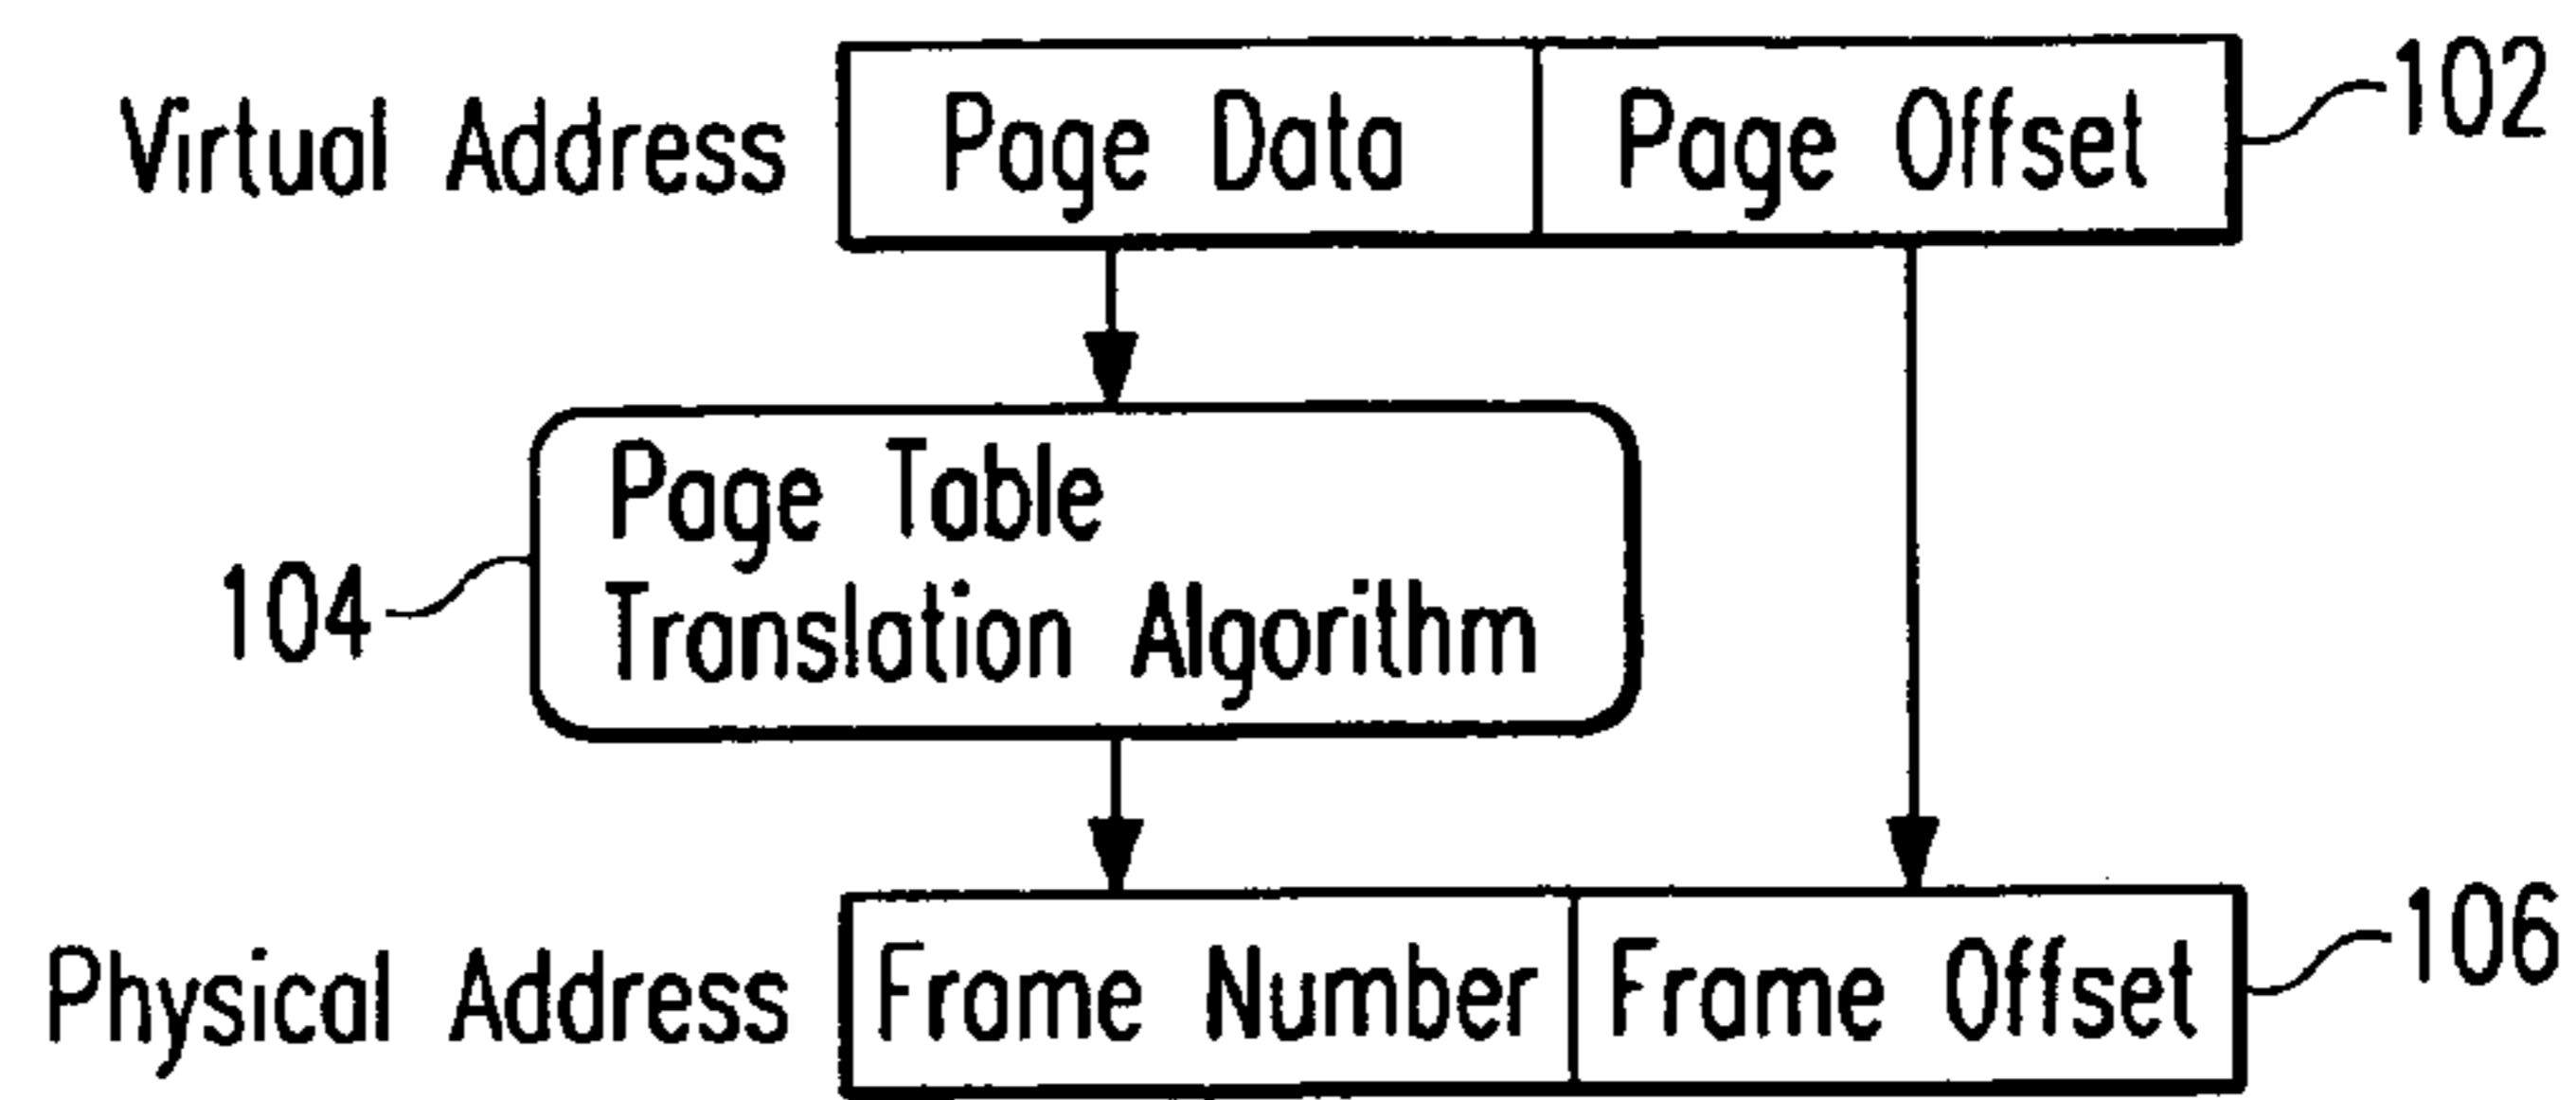 Virtual Address Page Data Page Offset 102
Page Table
104
Translation Algorithm
Physical Address Frame Number Frame Offset 106